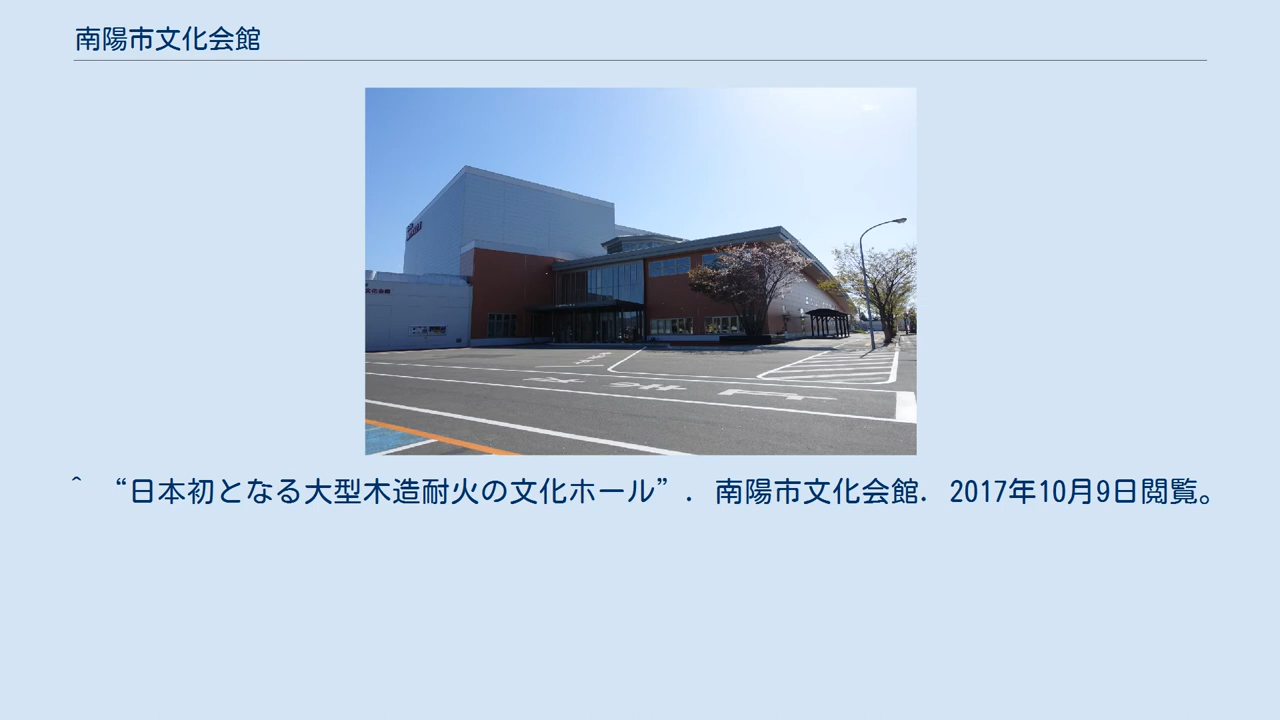 南陽市文化会館
^ “日本初となる大型木造耐火の文化ホール”. 南陽市文化会館. 2017年10月9日閲覧。